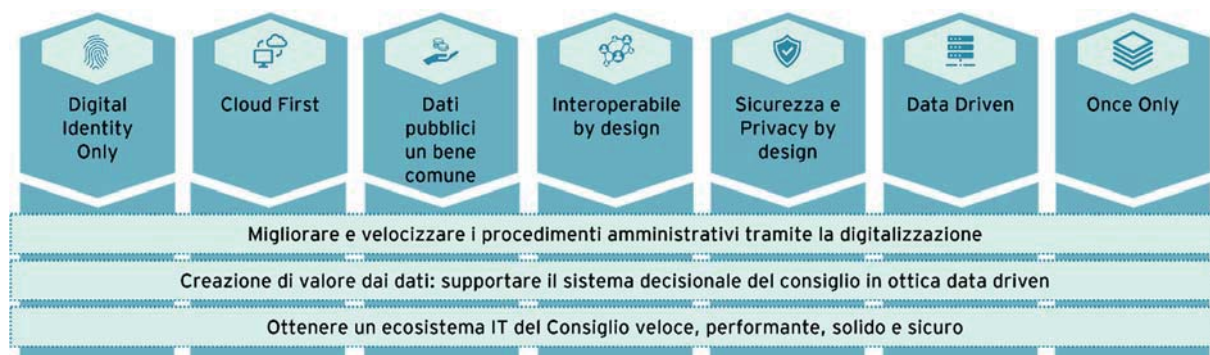 Digital
Identity
Only
Cloud First
Dati
pubblici
un bene
comune
Interoperabile
by design
Sicurezza e
Privacy by
design
Data Driven
Once Only
Migliorare e velocizzare i procedimenti amministrativi tramite la digitalizzazione
Creazione di valore dai dati: supportare il sistema decisionale del consiglio in ottica data driven
Ottenere un ecosistema IT del Consiglio veloce, performante, solido e sicuro